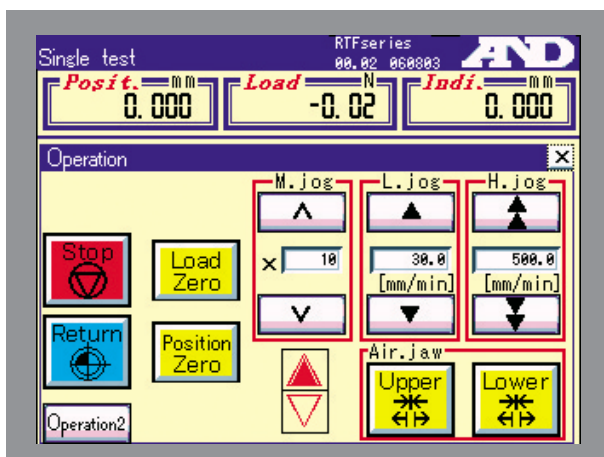 Single test
RTFseries
00.02 060803
AND
Posit. mm
0.000
Load N
-0.02
Indi. mm
0.000
Operation
M.jog
L.jog
H.jog
Stop
Load
Zero
× 10
30.0
[mm/min]
500.0
[mm/min]
Return
Position
Zero
Air.jaw
Upper
Lower
Operation2